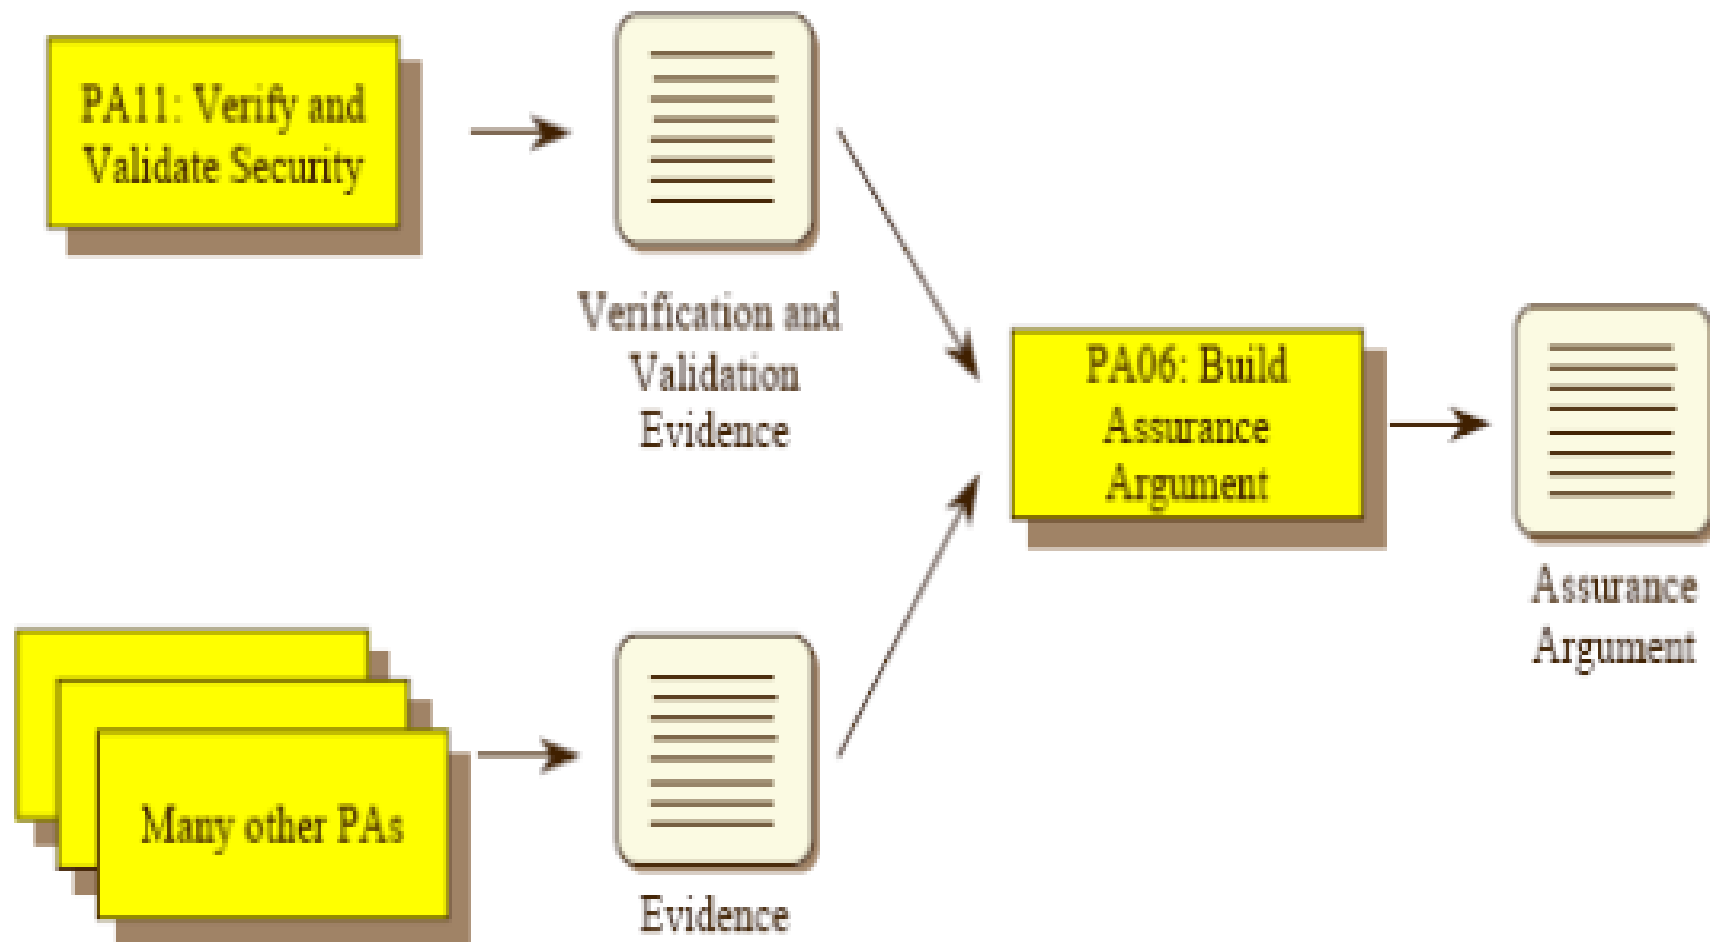 PA11: Verify and
Validate Security
Verification and
Validation
Evidence
PA06: Build
Assurance
Argument
Assurance
Argument
Many other PAs
Evidence